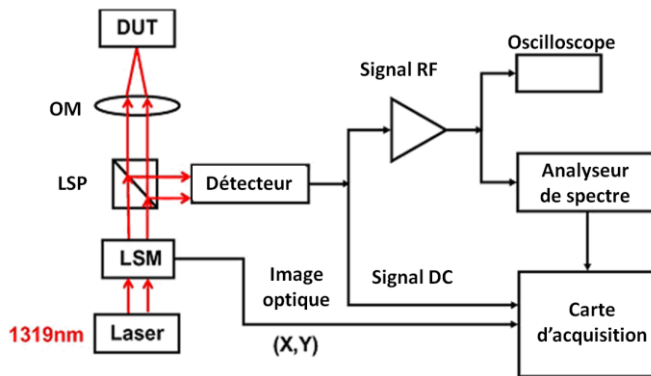 DUT
Oscilloscope
Signal RF
OM
LSP
Détecteur
Analyseur
de spectre
LSM
Image
optique
Signal DC
Carte
d'acquisition
1319nm
Laser
(X,Y)